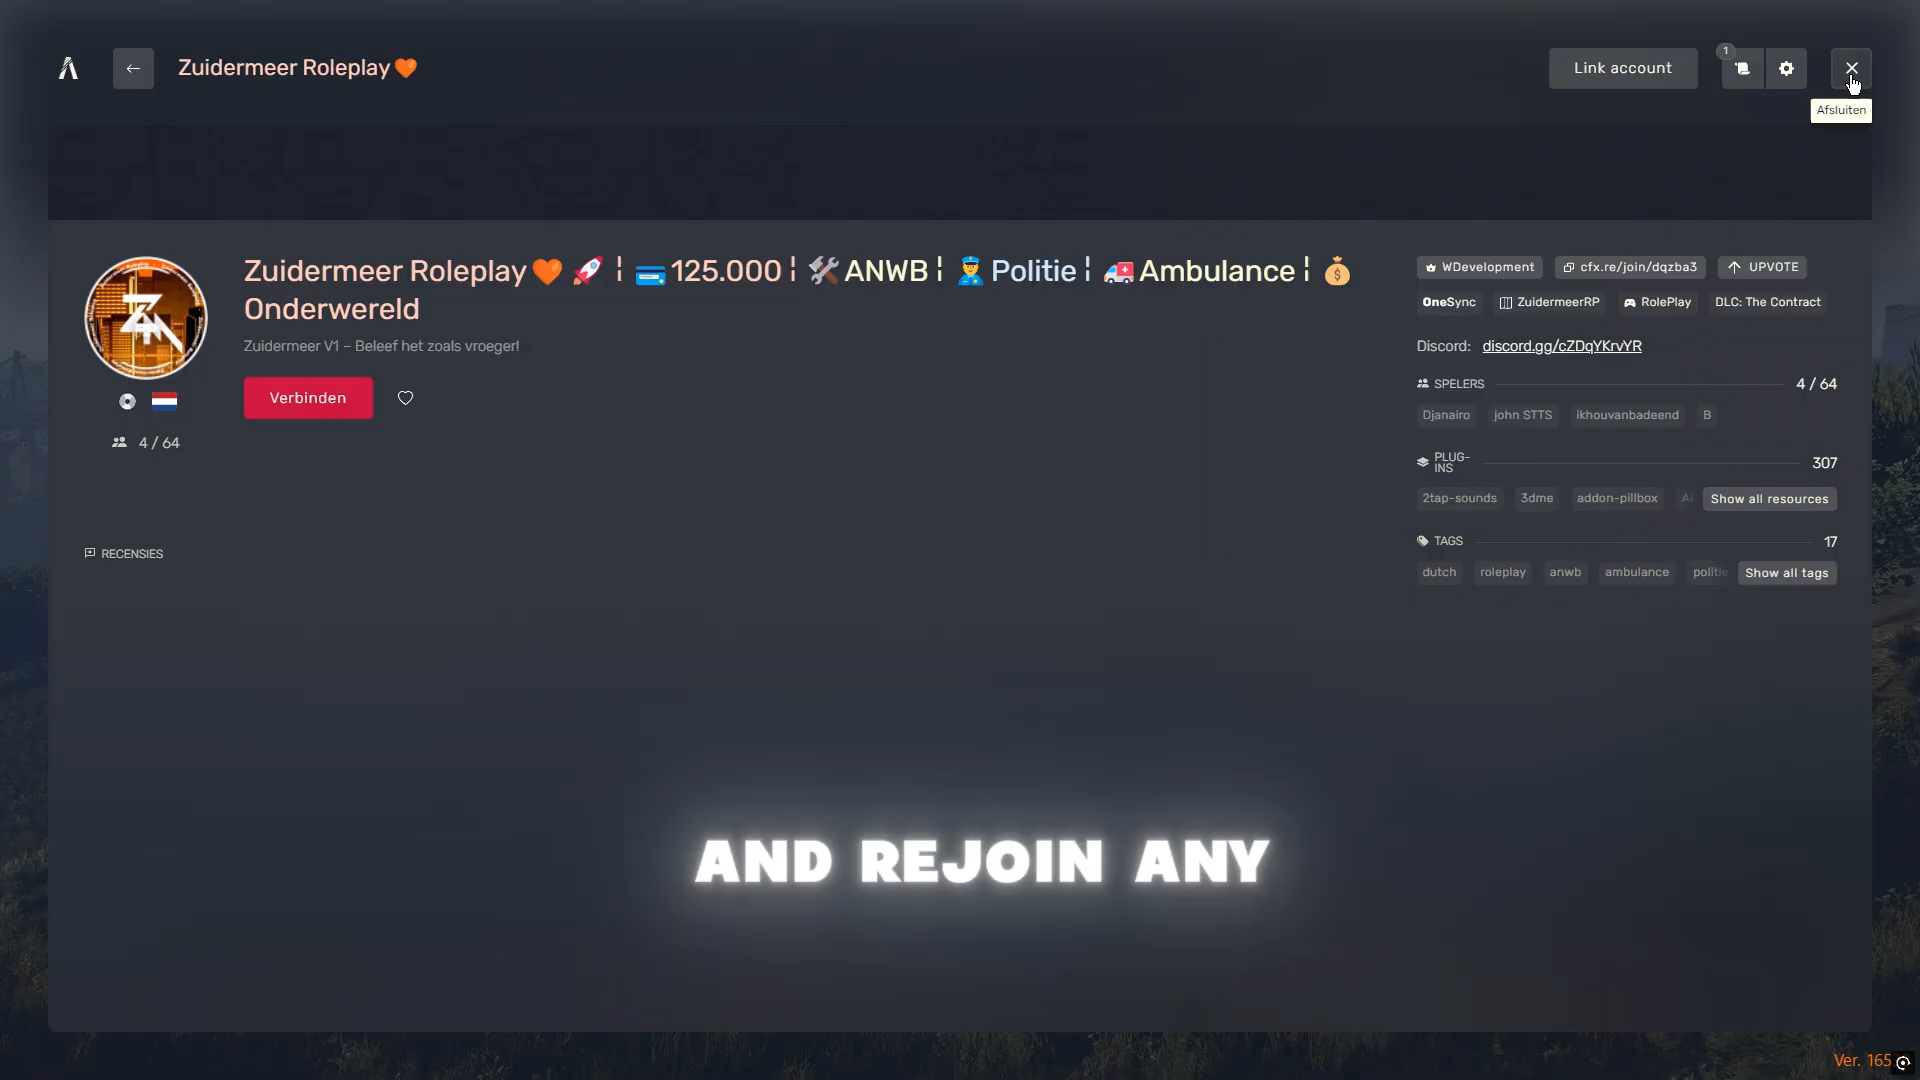 Zuidermeer Roleplay🧡
Link account
1
Afsluiten
Zuidermeer Roleplay🧡🚀 ¦ 💳125.000¦ 🛠️ANWB¦ 👮Politie¦ 🚑Ambulance¦ 💰
Onderwereld
Zuidermeer V1 – Beleef het zoals vroeger!
Verbinden
4 / 64
RECENSIES
WDevelopment
cfx.re/join/dqzba3
UPVOTE
OneSync
ZuidermeerRP
RolePlay
DLC: The Contract
Discord: discord.gg/cZDqYKrvYR
SPELERS 4 / 64
Djanairo john STTS ikhouvanbadeend B
PLUG-
INS
307
2tap-sounds 3dme addon-pillbox Show all resources
TAGS 17
dutch roleplay anwb ambulance politie Show all tags
AND REJOIN ANY
Ver. 165